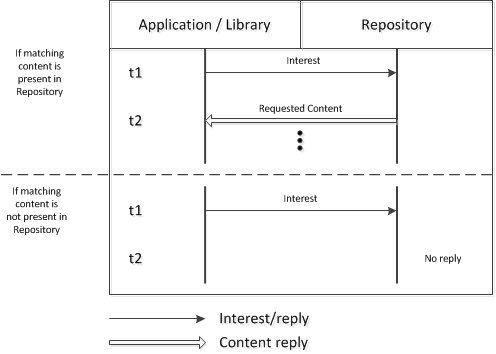 Application / Library
Repository
If matching
content is
present in
Repository
t1
Interest
t2
Requested Content
If matching
content is
not present in
Repository
t1
Interest
t2
No reply
Interest/reply
Content reply